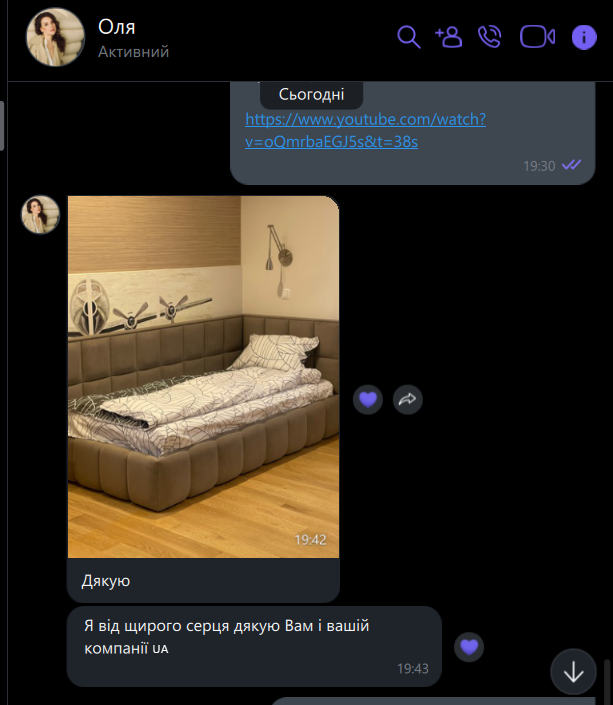 Оля
Активний
Сьогодні
https://www.youtube.com/watch?
v=oQmrbaEGJ5s&t=38s
19:30
19:42
Дякую
Я від щирого серця дякую Вам і вашій
компанії UA
19:43